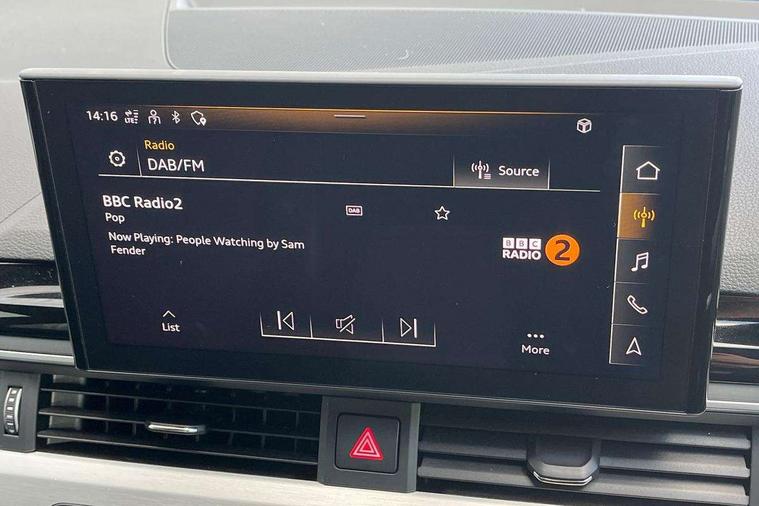 14:16 LTE
Radio
DAB/FM
Source
BBC Radio2
Pop
DAB
Now Playing: People Watching by Sam
Fender
BBC
RADIO 2
List
More